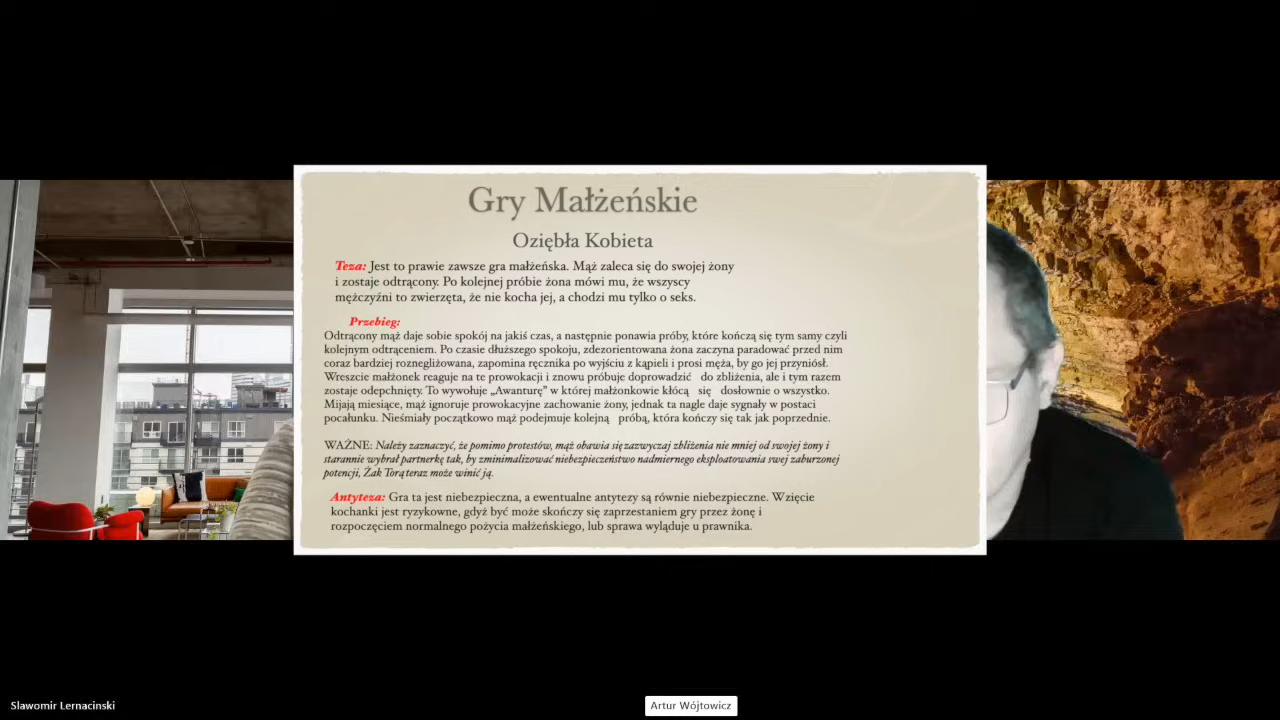 Gry Małżeńskie
Oziębła Kobieta
Teza: Jest to prawie zawsze gra małżeńska. Mąż zaleca się do swojej żony
i zostaje odtrącony. Po kolejnej próbie żona mówi mu, że wszyscy
mężczyźni to zwierzęta, że nie kocha jej, a chodzi mu tylko o seks.
Przebieg:
Odtrącony mąż daje sobie spokój na jakiś czas, a następnie ponawia próby, które kończą się tym samy czyli
kolejnym odtrąceniem. Po czasie dłuższego spokoju, zdezorientowana żona zaczyna paradować przed nim
coraz bardziej roznegliżowana, zapomina ręcznika po wyjściu z kąpieli i prosi męża, by go jej przyniósł.
Wreszcie małżonek reaguje na te prowokacji i znowu próbuje doprowadzić do zbliżenia, ale i tym razem
zostaje odepchnięty. To wywołuje „Awanturę” w której małżonkowie kłócą się dosłownie o wszystko.
Mijają miesiące, mąż ignoruje prowokacyjne zachowanie żony, jednak ta nagle daje sygnały w postaci
pocałunku. Nieśmiały początkowo mąż podejmuje kolejną próbą, która kończy się tak jak poprzednie.
WAŻNE: Należy zaznaczyć, że pomimo protestów, mąż obawia się zazwyczaj zbliżenia nie mniej od swojej żony i
starannie wybrał partnerkę tak, by zminimalizować niebezpieczeństwo nadmiernego eksploatowania swej zaburzonej
potencji, Żak Torą teraz może winić ją.
Antyteza: Gra ta jest niebezpieczna, a ewentualne antytezy są równie niebezpieczne. Wzięcie
kochanki jest ryzykowne, gdyż być może skończy się zaprzestaniem gry przez żonę i
rozpoczęciem normalnego pożycia małżeńskiego, lub sprawa wyląduje u prawnika.
Slawomir Lernacinski
Artur Wójtowicz